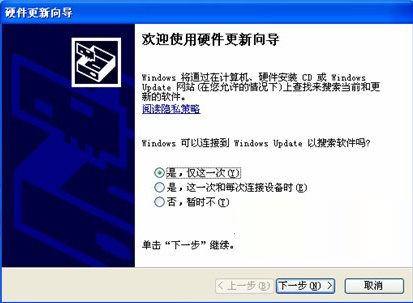 硬件更新向导
欢迎使用硬件更新向导
Windows 将通过在计算机、硬件安装 CD 或 Windows
Update 网站(在您允许的情况下)上查找来搜索当前和更
新的软件。
阅读隐私策略
Windows 可以连接到 Windows Update 以搜索软件吗?
是，仅这一次(Y)
是，这一次和每次连接设备时(E)
否，暂时不(T)
单击“下一步”继续。
< 上一步(B) 下一步(N) > 取消